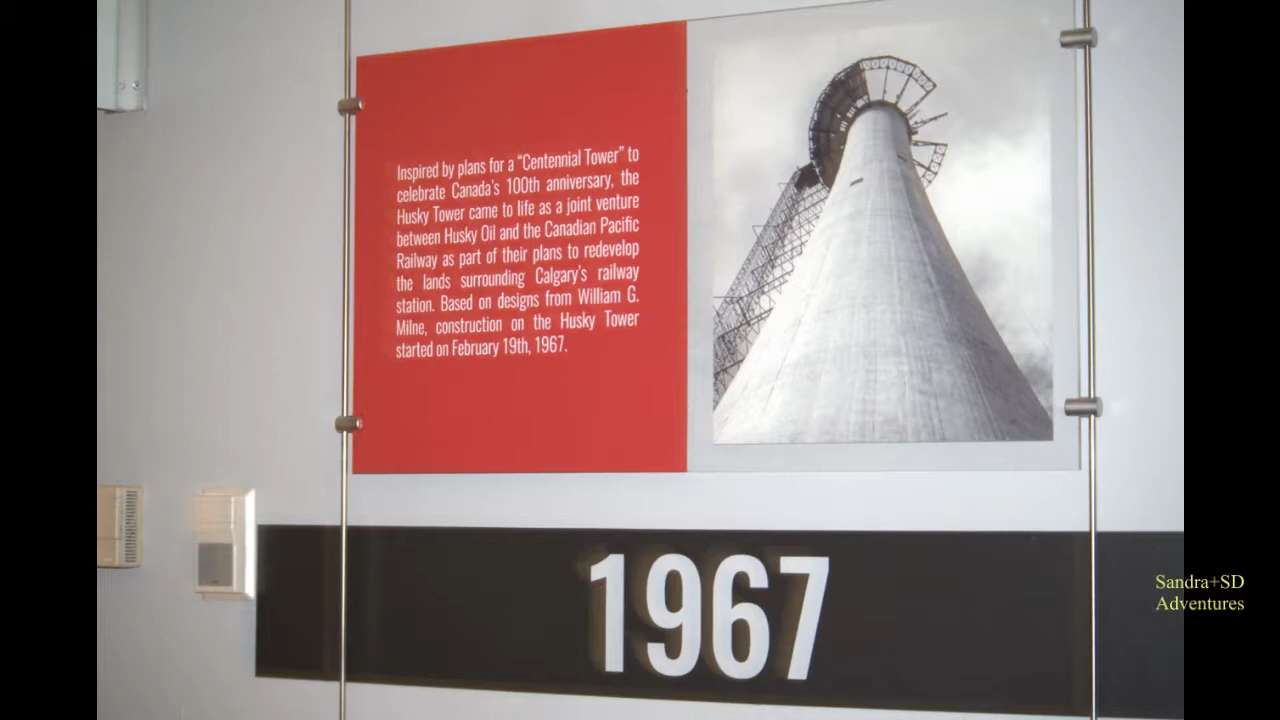 Inspired by plans for a “Centennial Tower” to
celebrate Canada’s 100th anniversary, the
Husky Tower came to life as a joint venture
between Husky Oil and the Canadian Pacific
Railway as part of their plans to redevelop
the lands surrounding Calgary’s railway
station. Based on designs from William G.
Milne, construction on the Husky Tower
started on February 19th, 1967.
1967
Sandra+SD
Adventures